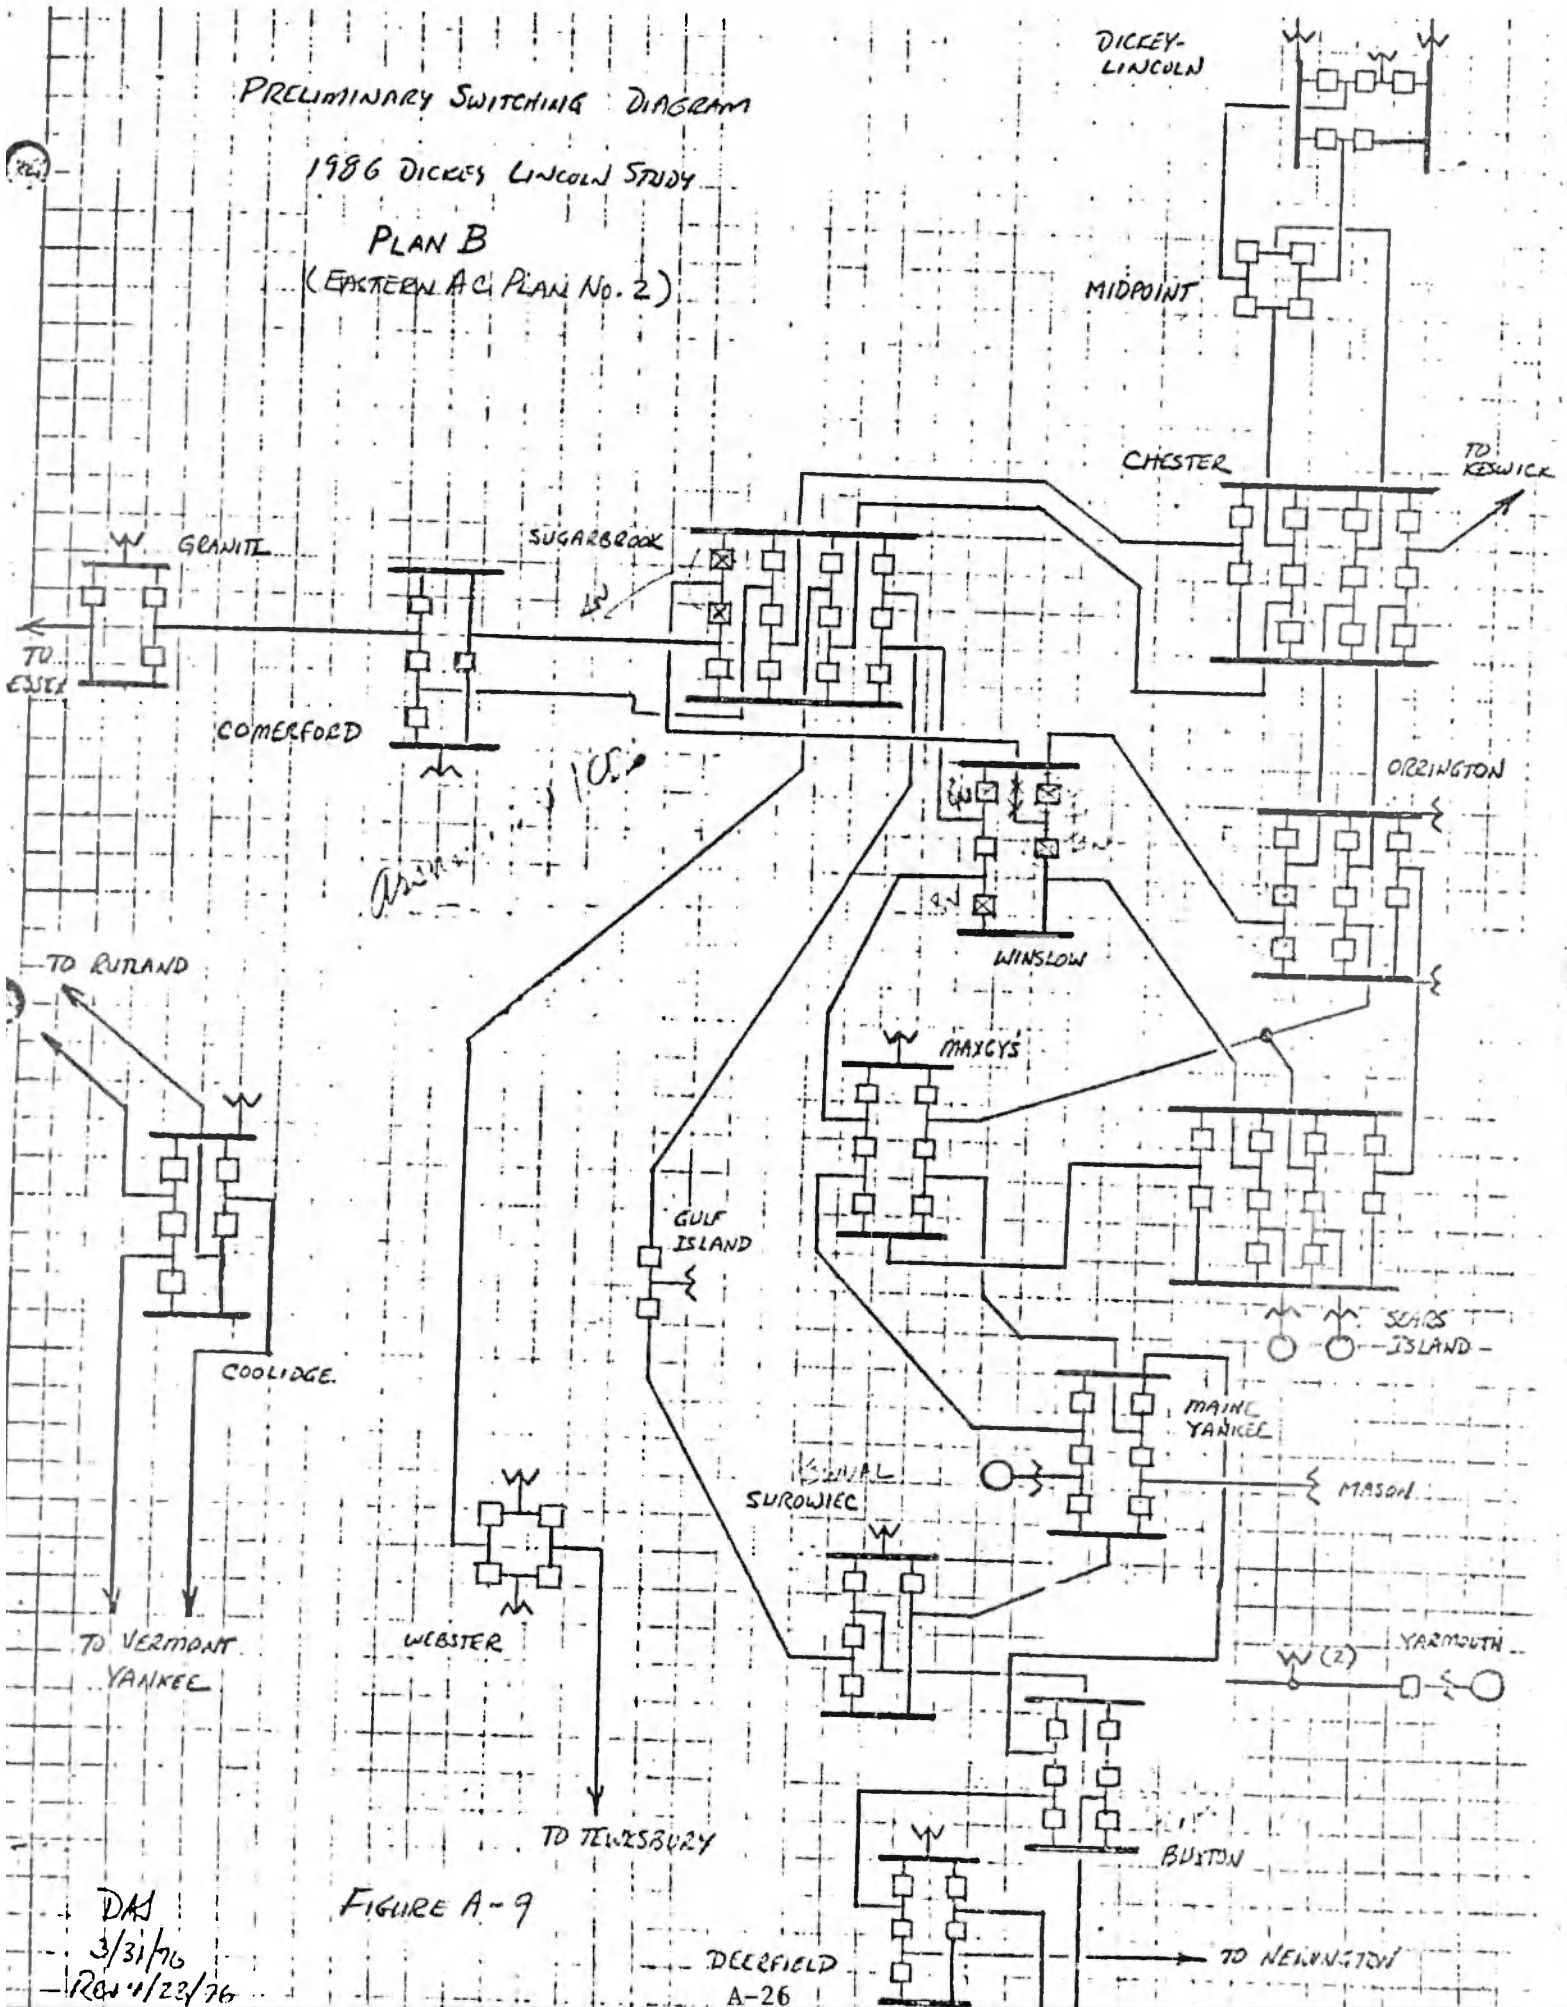 PRELIMINARY SWITCHING DIAGRAM
1986 DICKEY LINCOLN STUDY
PLAN B
(EASTERN AC PLAN NO. 2)
DICKEY-
LINCOLN
MIDPOINT
CHESTER
TO
KESWICK
GRANITE
SUGARBROOK
TO
ESSEX
COMERFORD
ORRINGTON
WINSLOW
TO RUTLAND
MAXCYS
GULF
ISLAND
SEARS
ISLAND
COOLIDGE
MAINE
YANKEE
MASON
SUROWIEC
TO VERMONT
YANKEE
WEBSTER
(2)
YARMOUTH
TO TEWKSBURY
BUXTON
DAS
3/31/76
FIGURE A-9
DEERFIELD
TO NEWINGTON
A-26